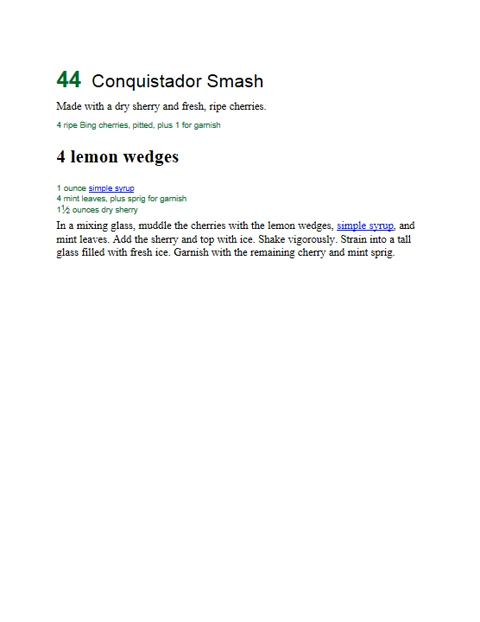 44 Conquistador Smash
Made with a dry sherry and fresh, ripe cherries.
4 ripe Bing cherries, pitted, plus 1 for garnish
4 lemon wedges
1 ounce simple syrup
4 mint leaves, plus sprig for garnish
1½ ounces dry sherry
In a mixing glass, muddle the cherries with the lemon wedges, simple syrup, and
mint leaves. Add the sherry and top with ice. Shake vigorously. Strain into a tall
glass filled with fresh ice. Garnish with the remaining cherry and mint sprig.